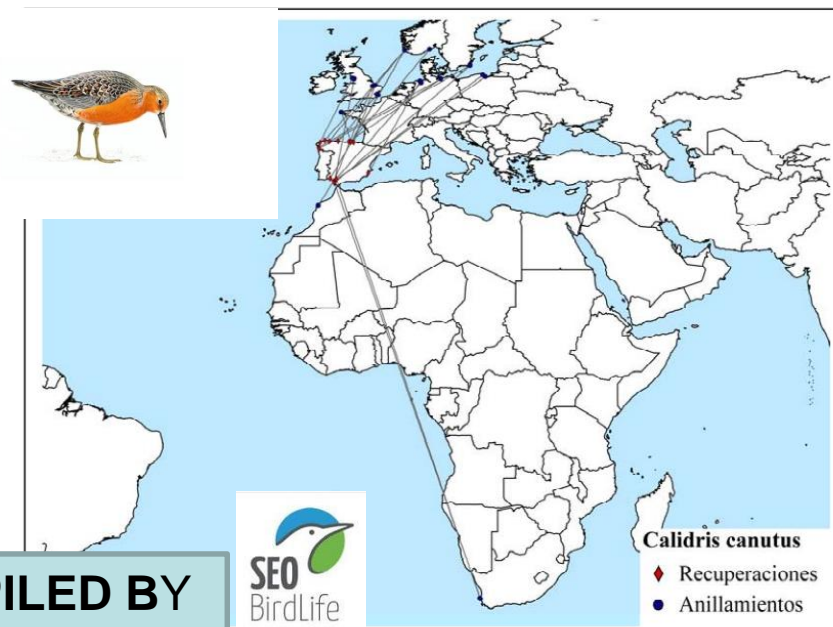 SEO
BirdLife
PILED BY
Calidris canutus
Recuperaciones
Anillamientos